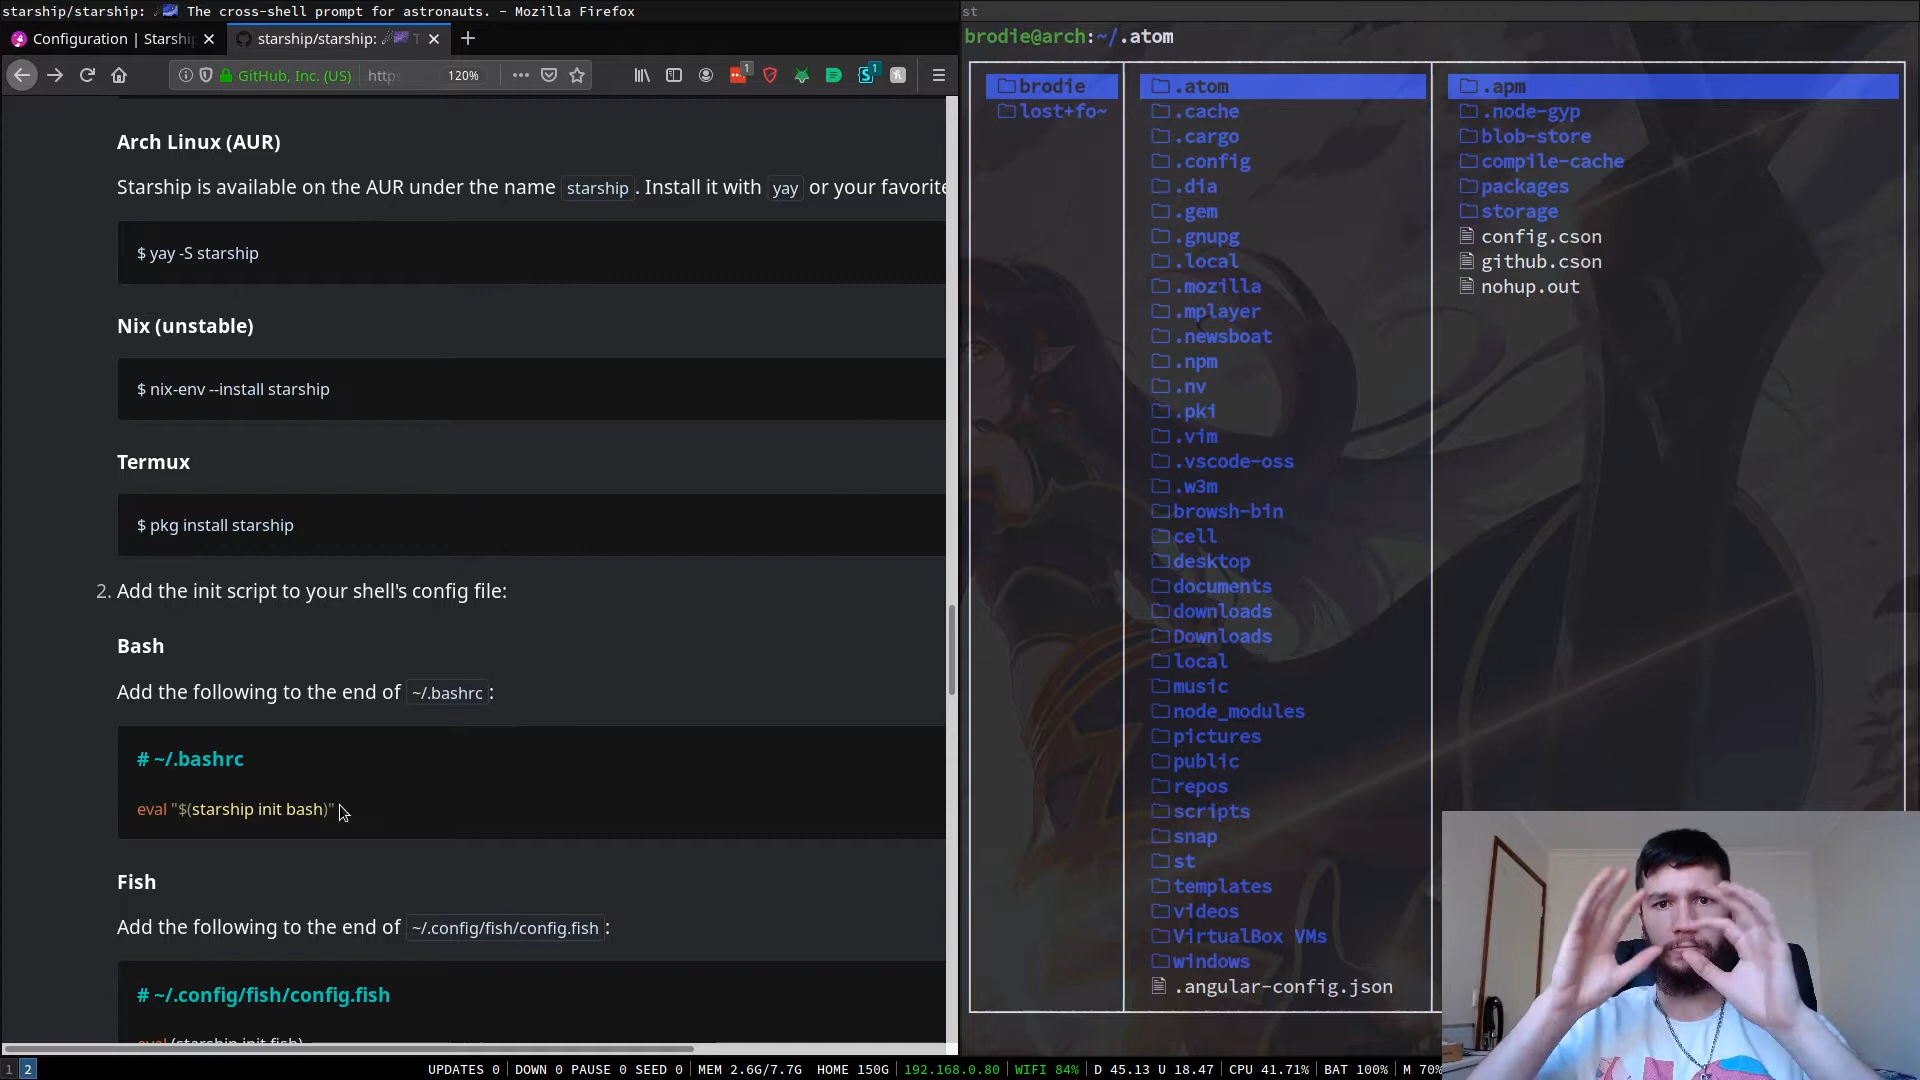 starship/starship: ☄🌌 The cross-shell prompt for astronauts. - Mozilla Firefox
st
Configuration | Starship
starship/starship: ☄🌌 T
GitHub, Inc. (US)
https
120%
1
1
brodie@arch:~/.atom
Arch Linux (AUR)
Starship is available on the AUR under the name starship. Install it with yay or your favorite
$ yay -S starship
Nix (unstable)
$ nix-env --install starship
Termux
$ pkg install starship
2. Add the init script to your shell's config file:
Bash
Add the following to the end of ~/.bashrc:
# ~/.bashrc
eval "$(starship init bash)"
Fish
Add the following to the end of ~/.config/fish/config.fish:
# ~/.config/fish/config.fish
eval (starship init fish)
brodie
lost+fo~
.atom
.cache
.cargo
.config
.dia
.gem
.gnupg
.local
.mozilla
.mplayer
.newsboat
.npm
.nv
.pki
.vim
.vscode-oss
.w3m
browsh-bin
cell
desktop
documents
downloads
Downloads
local
music
node_modules
pictures
public
repos
scripts
snap
st
templates
videos
VirtualBox VMs
windows
.angular-config.json
.apm
.node-gyp
blob-store
compile-cache
packages
storage
config.cson
github.cson
nohup.out
1 2
UPDATES 0 | DOWN 0 PAUSE 0 SEED 0 | MEM 2.6G/7.7G | HOME 150G | 192.168.0.80 | WIFI 84% | D 45.13 U 18.47 | CPU 41.71% | BAT 100% | M 70%